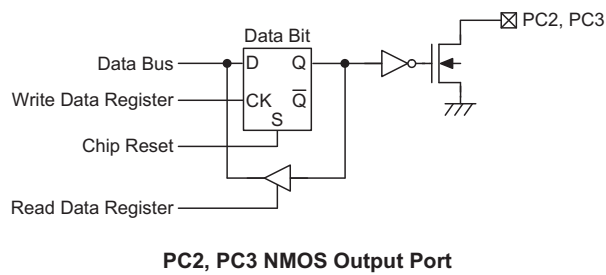 PC2, PC3
Data Bit
Data Bus
D
Q
Write Data Register
CK
Q̅
S
Chip Reset
Read Data Register
PC2, PC3 NMOS Output Port